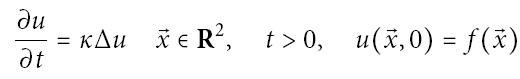 ∂u/∂t = κΔu x⃗ ∈ R², t > 0, u(x⃗, 0) = f(x⃗)